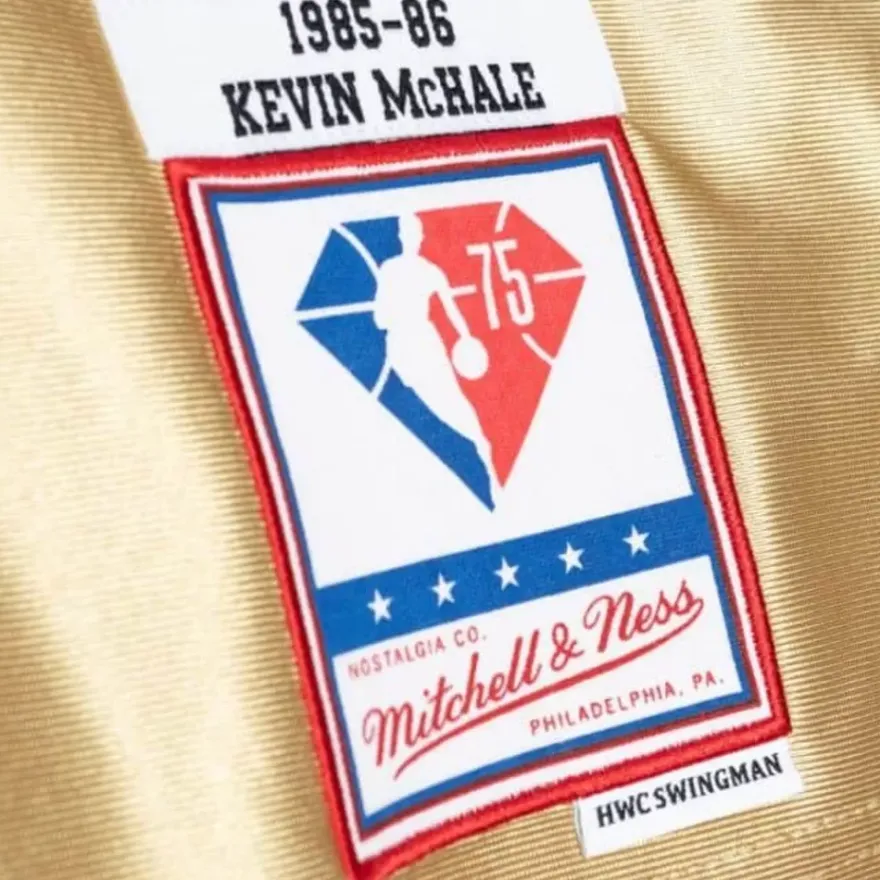 1985-86
KEVIN McHALE
75
NOSTALGIA CO.
Mitchell & Ness
PHILADELPHIA, PA.
HWC SWINGMAN